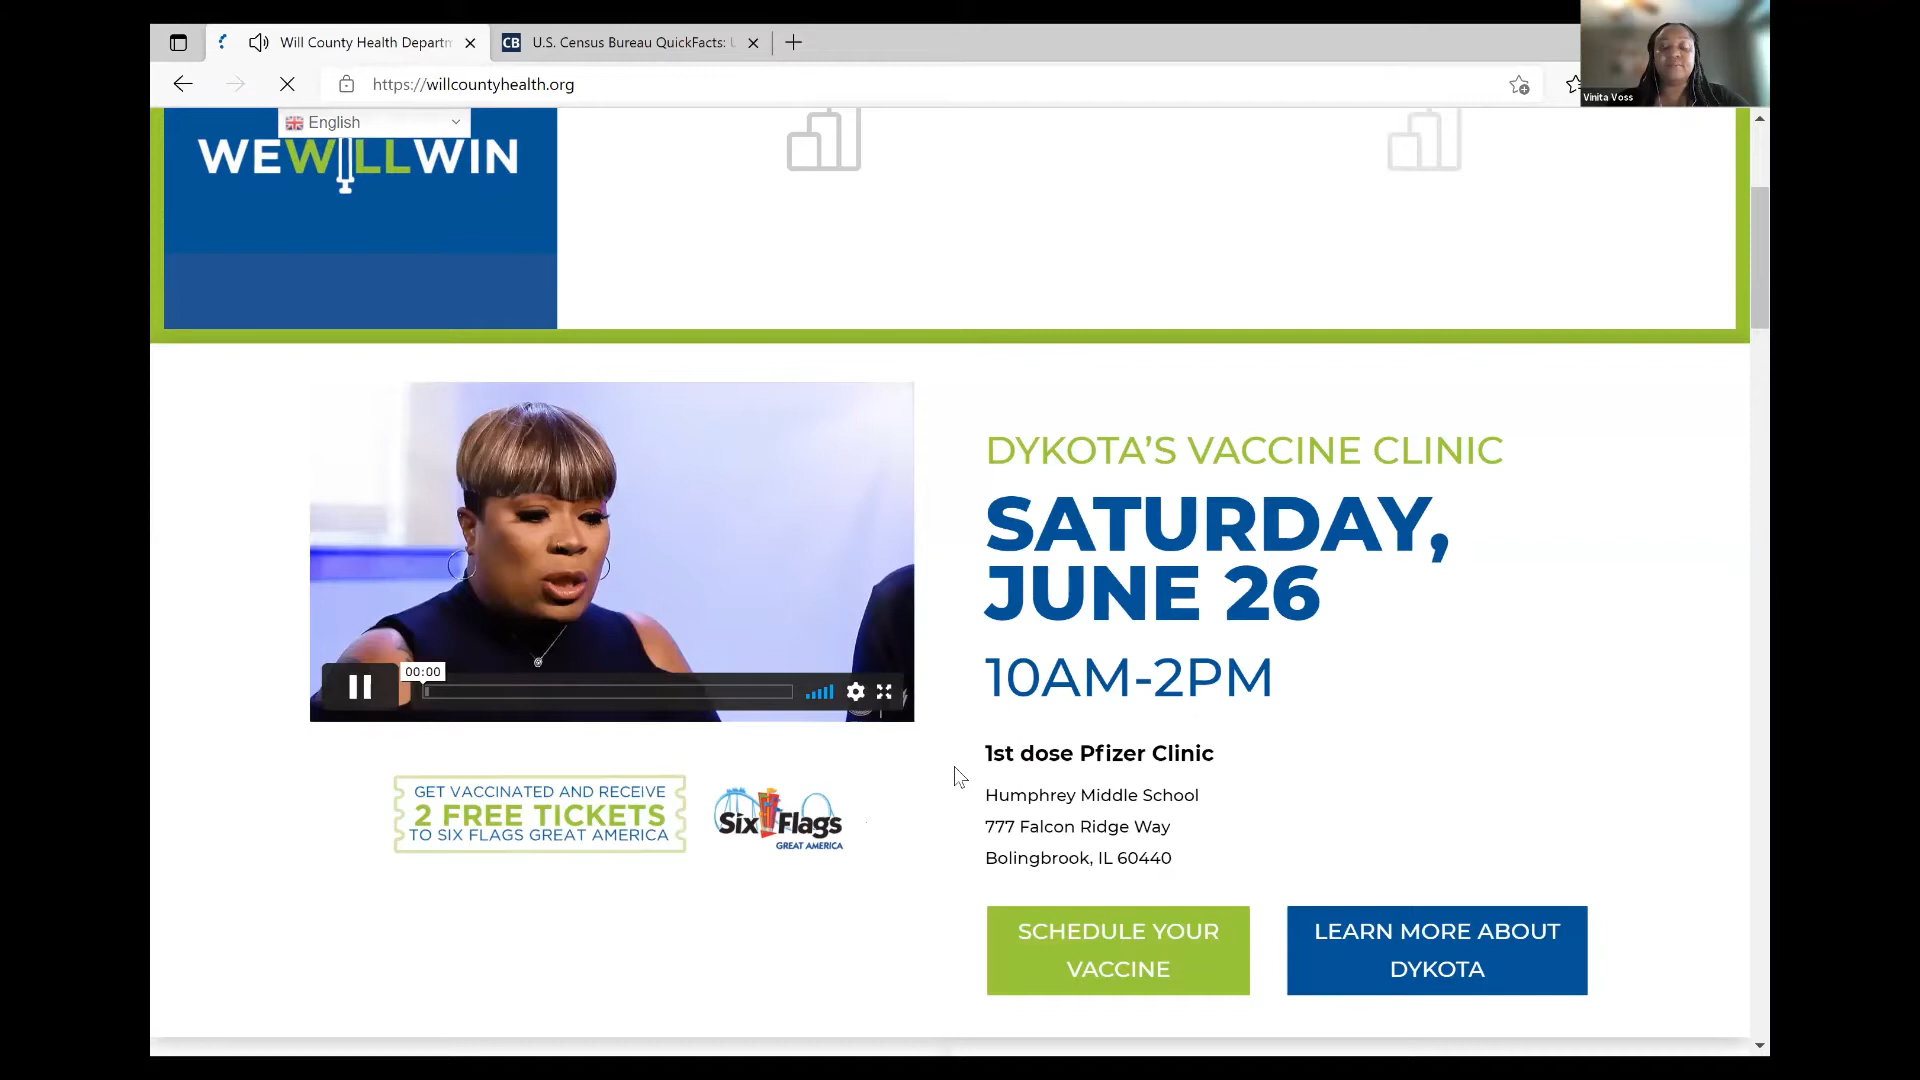 Will County Health Departm
CB U.S. Census Bureau QuickFacts: U
https://willcountyhealth.org
Vinita Voss
English
WEWILLWIN
00:00
GET VACCINATED AND RECEIVE
2 FREE TICKETS
TO SIX FLAGS GREAT AMERICA
Six Flags
GREAT AMERICA
DYKOTA'S VACCINE CLINIC
SATURDAY,
JUNE 26
10AM-2PM
1st dose Pfizer Clinic
Humphrey Middle School
777 Falcon Ridge Way
Bolingbrook, IL 60440
SCHEDULE YOUR
VACCINE
LEARN MORE ABOUT
DYKOTA